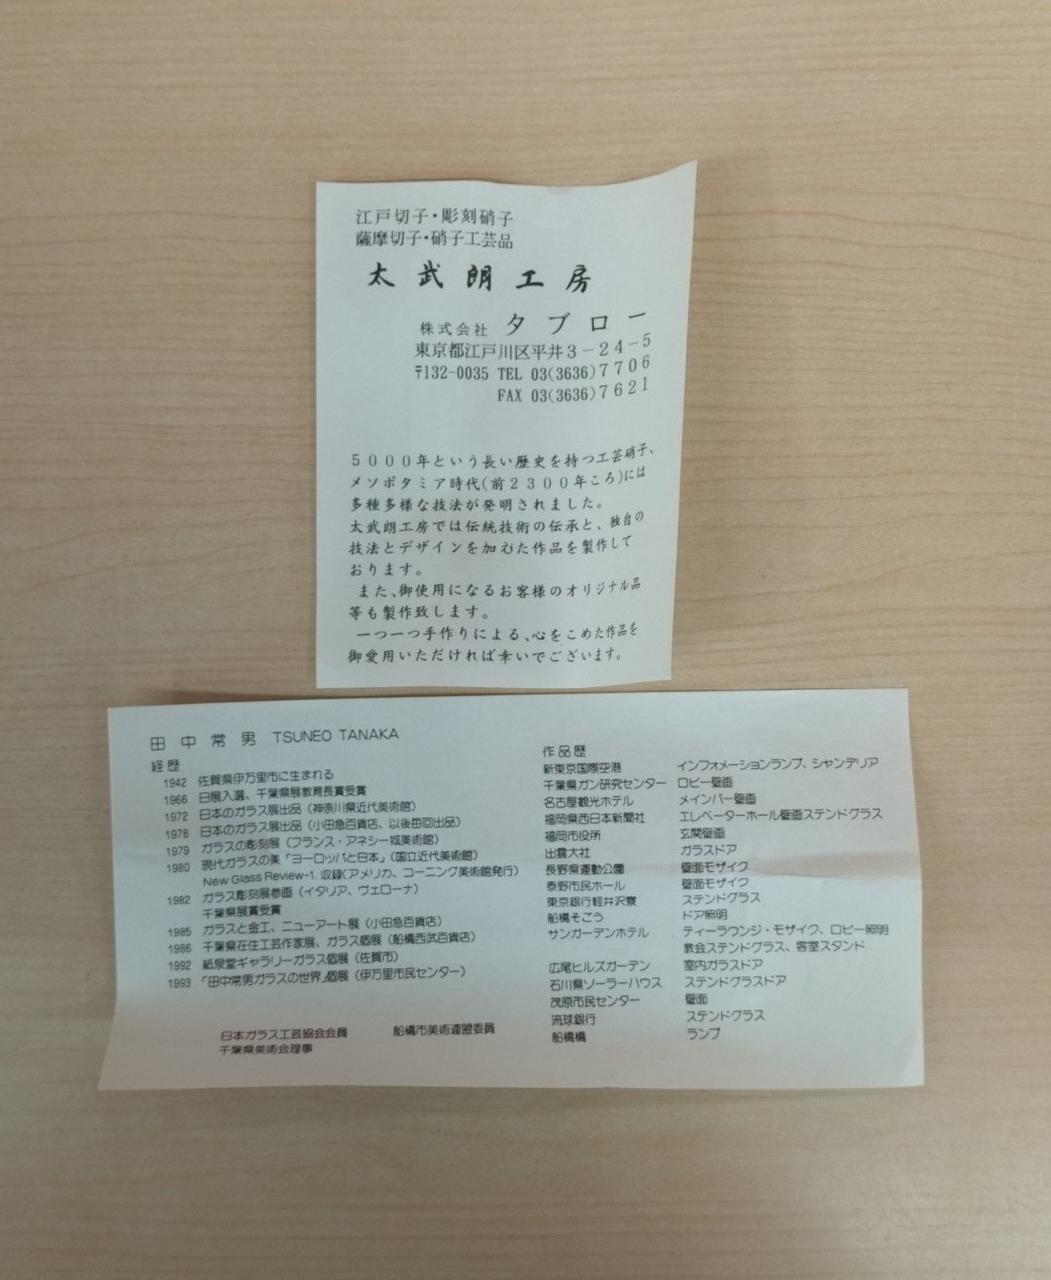 江戸切子・彫刻硝子
薩摩切子・硝子工芸品
太武朗工房
株式会社 タブロー
東京都江戸川区平井3-24-5
〒132-0035 TEL 03(3636)7706
FAX 03(3636)7621
5000年という長い歴史を持つ工芸硝子、
メソポタミア時代(前2300年ころ)には
多種多様な技法が発明されました。
太武朗工房では伝統技術の伝承と、独自の
技法とデザインを加えた作品を製作して
おります。
また、御使用になるお客様のオリジナル品
等も製作致します。
一つ一つ手作りによる、心をこめた作品を
御愛用いただければ幸いでございます。
田中常男 TSUNEO TANAKA
経歴
1942 佐賀県伊万里市に生まれる
1966 日展入選、千葉県展教育長賞受賞
1972 日本のガラス展出品(神奈川県近代美術館)
1978 日本のガラス展出品(小田急百貨店、以後毎回出品)
1979 ガラスの彫刻展(フランス・アネシー城美術館)
1980 現代ガラスの美「ヨーロッパと日本」(国立近代美術館)
New Glass Review-1. 収録(アメリカ、コーニング美術館発行)
1982 ガラス彫刻展参画(イタリア、ヴェローナ)
千葉県展賞受賞
1985 ガラスと金工、ニューアート展(小田急百貨店)
1986 千葉県在住工芸作家展、ガラス個展(船橋西武百貨店)
1992 紙泉堂ギャラリーガラス個展(佐賀市)
1993 「田中常男ガラスの世界」個展(伊万里市民センター)
日本ガラス工芸協会会員 船橋市美術連盟委員
千葉県美術会理事
作品歴
新東京国際空港 インフォメーションランプ、シャンデリア
千葉県ガン研究センター ロビー壁画
名古屋観光ホテル メインバー壁画
福岡県西日本新聞社 エレベーターホール壁画ステンドグラス
福岡市役所 玄関壁画
出雲大社 ガラスドア
長野県運動公園 壁面モザイク
秦野市民ホール 壁面モザイク
東京銀行軽井沢寮 ステンドグラス
船橋そごう ドア照明
サンガーデンホテル ティーラウンジ・モザイク、ロビー照明
教会ステンドグラス、客室スタンド
広尾ヒルズガーデン 室内ガラスドア
石川県ソーラーハウス ステンドグラスドア
茂原市民センター 壁面
流球銀行 ステンドグラス
船橋橋 ランプ